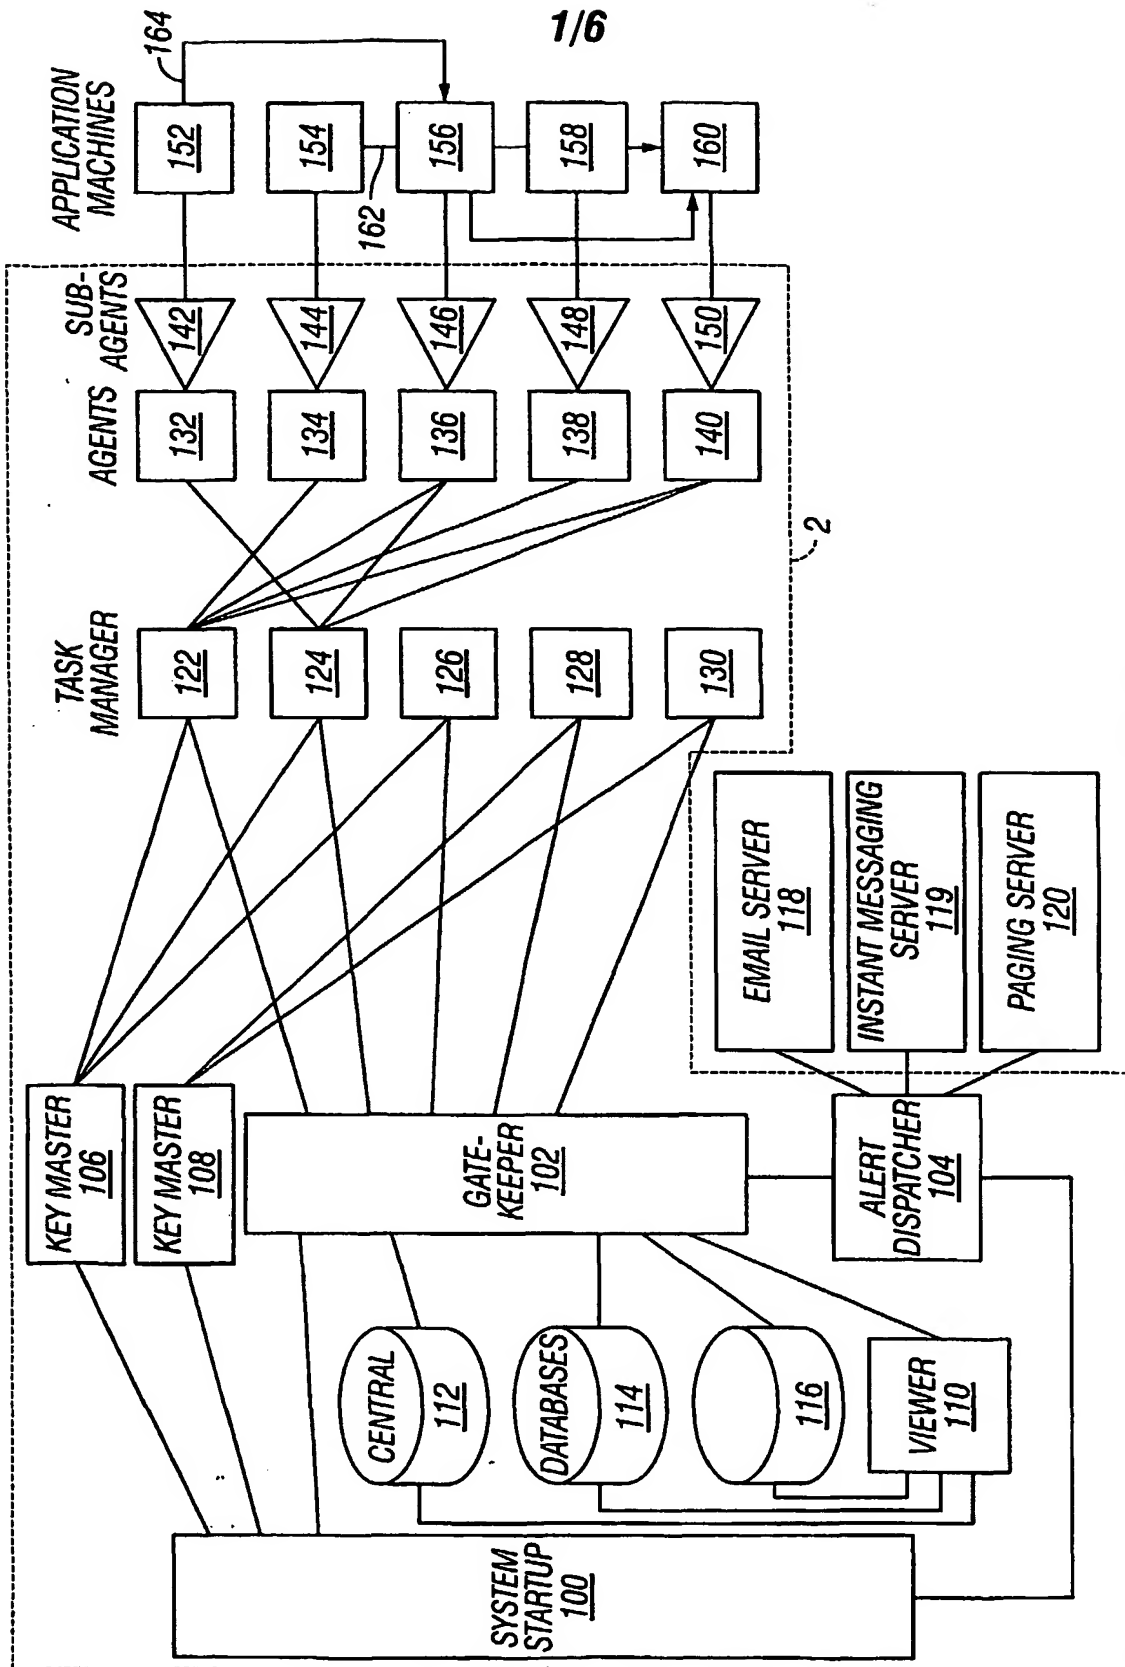 1/6
SYSTEM
STARTUP
100
CENTRAL
112
DATABASES
114
116
VIEWER
110
KEY MASTER
106
KEY MASTER
108
GATE-
KEEPER
102
ALERT
DISPATCHER
104
EMAIL SERVER
118
INSTANT MESSAGING
SERVER
119
PAGING SERVER
120
TASK
MANAGER
122
124
126
128
130
2
AGENTS
132
134
136
138
140
SUB-
AGENTS
142
144
146
148
150
APPLICATION
MACHINES
152
154
156
158
160
162
164